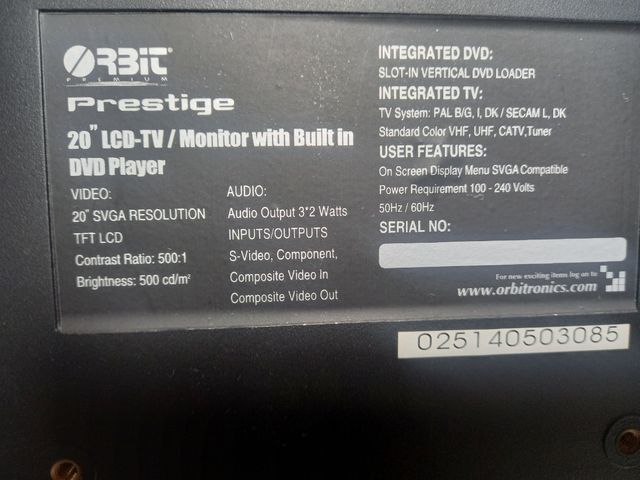 ORBIT
PREMIUM
Prestige
20" LCD-TV / Monitor with Built in
DVD Player
VIDEO:
20" SVGA RESOLUTION
TFT LCD
Contrast Ratio: 500:1
Brightness: 500 cd/m²
AUDIO:
Audio Output 3*2 Watts
INPUTS/OUTPUTS
S-Video, Component,
Composite Video In
Composite Video Out
INTEGRATED DVD:
SLOT-IN VERTICAL DVD LOADER
INTEGRATED TV:
TV System: PAL B/G, I, DK / SECAM L, DK
Standard Color VHF, UHF, CATV,Tuner
USER FEATURES:
On Screen Display Menu SVGA Compatible
Power Requirement 100 - 240 Volts
50Hz / 60Hz
SERIAL NO:
For new exciting items log on to
www.orbitronics.com
025140503085